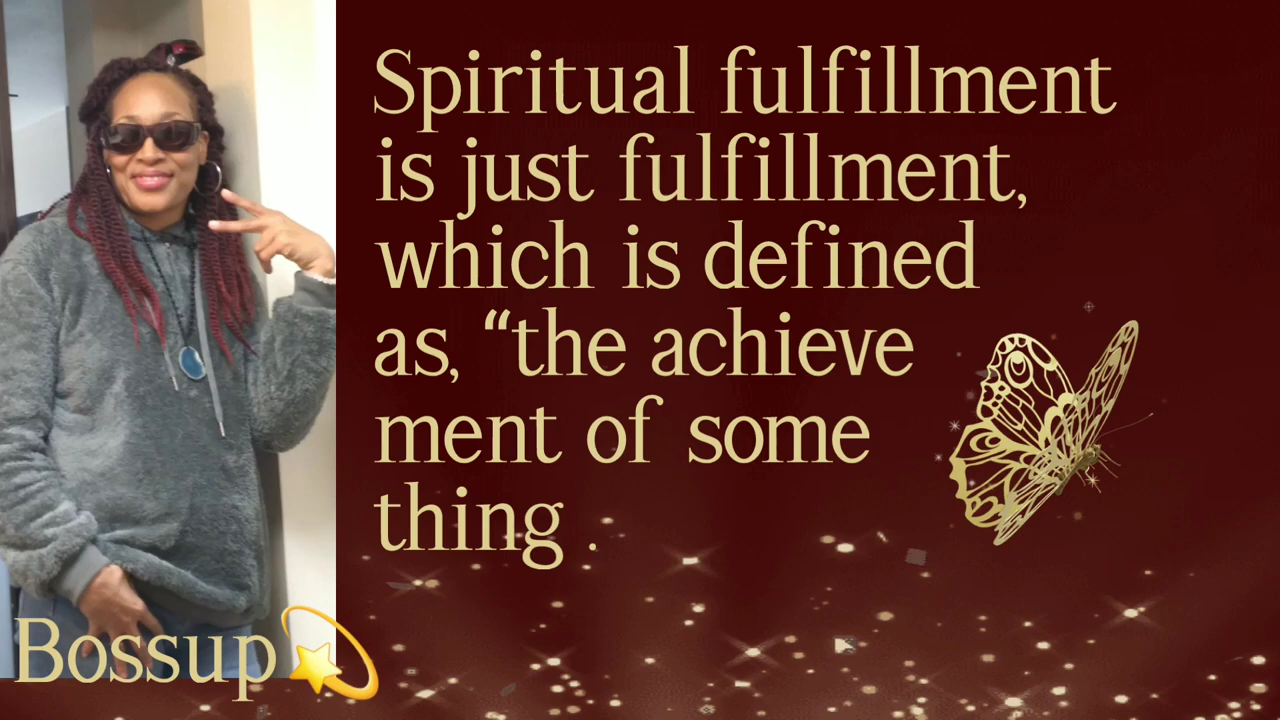 Spiritual fulfillment
is just fulfillment,
which is defined
as, “the achieve
ment of some
thing .
Bossup